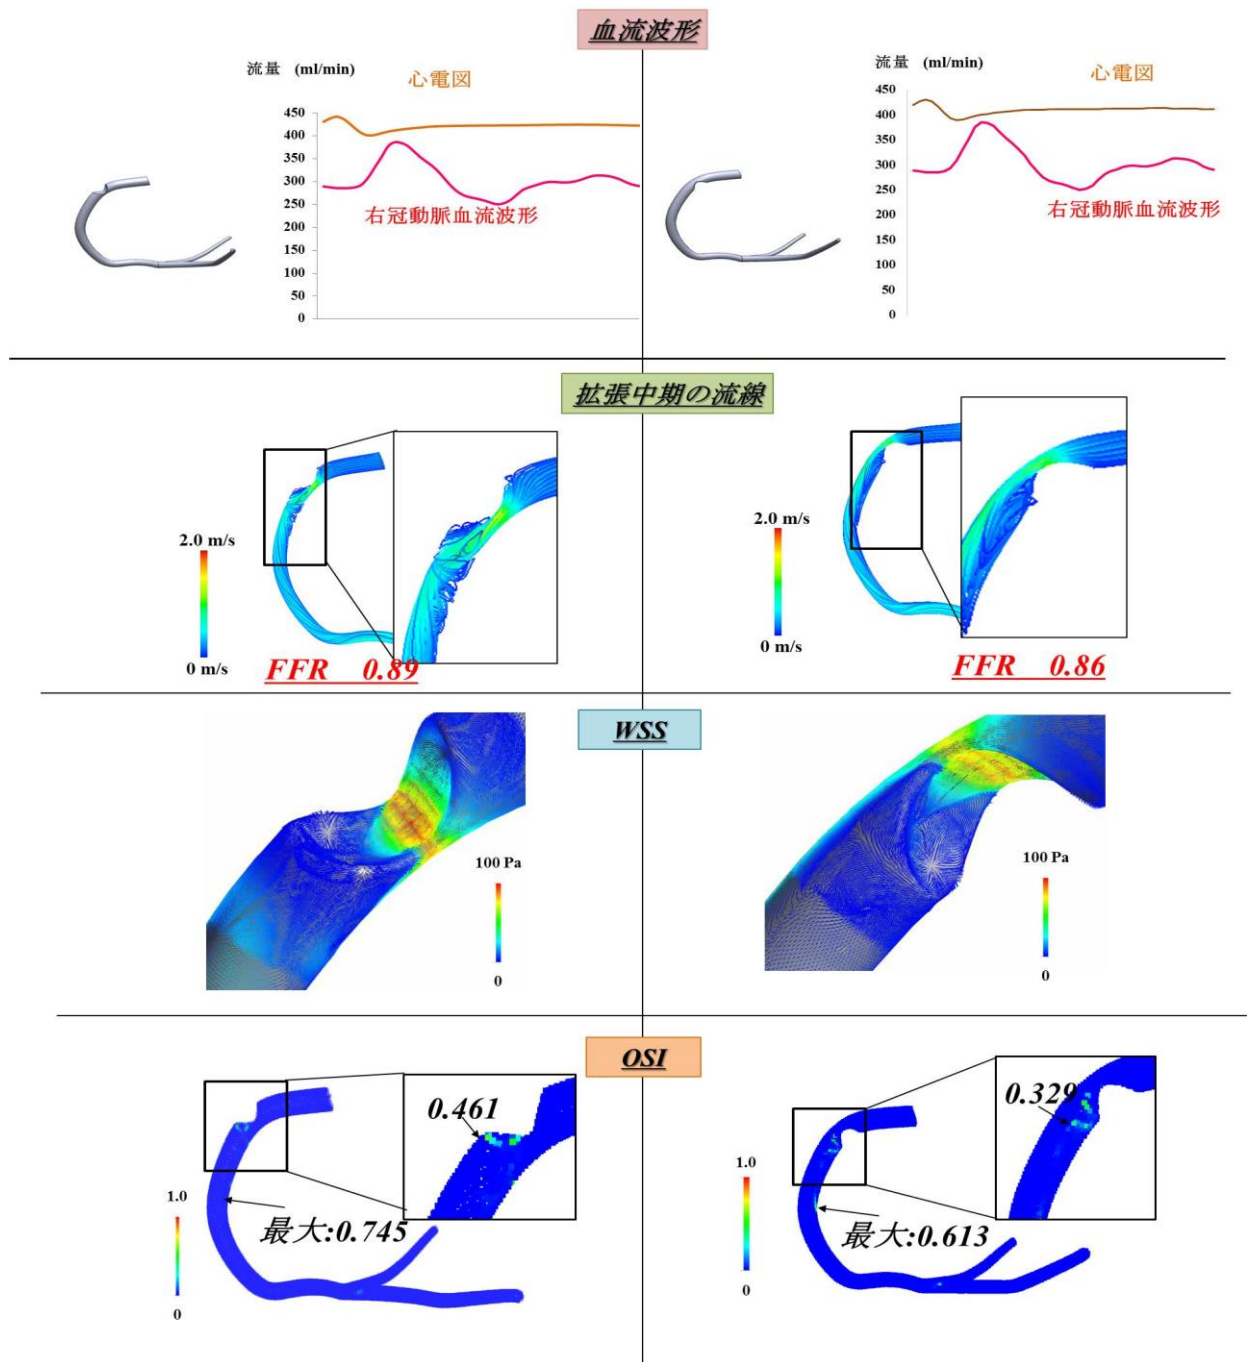 血流波形
流量 (ml/min)
心電図
450
400
350
300
250
200
150
100
50
0
右冠動脈血流波形
流量 (ml/min)
心電図
450
400
350
300
250
200
150
100
50
0
右冠動脈血流波形
拡張中期の流線
2.0 m/s
0 m/s
FFR 0.89
2.0 m/s
0 m/s
FFR 0.86
WSS
100 Pa
0
100 Pa
0
OSI
0.461
1.0
最大:0.745
0
0.329
1.0
最大:0.613
0